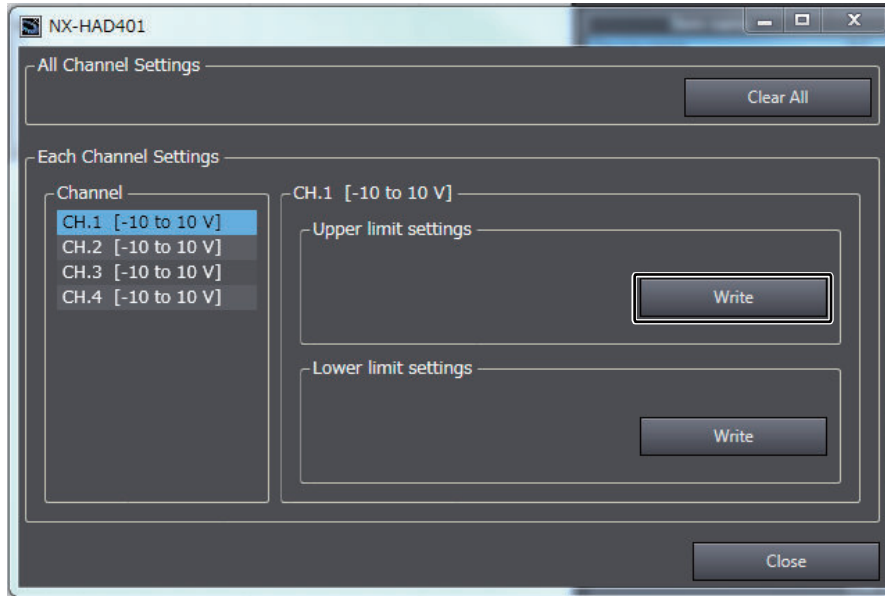 NX-HAD401
All Channel Settings
Clear All
Each Channel Settings
Channel
CH.1 [-10 to 10 V]
CH.2 [-10 to 10 V]
CH.3 [-10 to 10 V]
CH.4 [-10 to 10 V]
CH.1 [-10 to 10 V]
Upper limit settings
Write
Lower limit settings
Write
Close